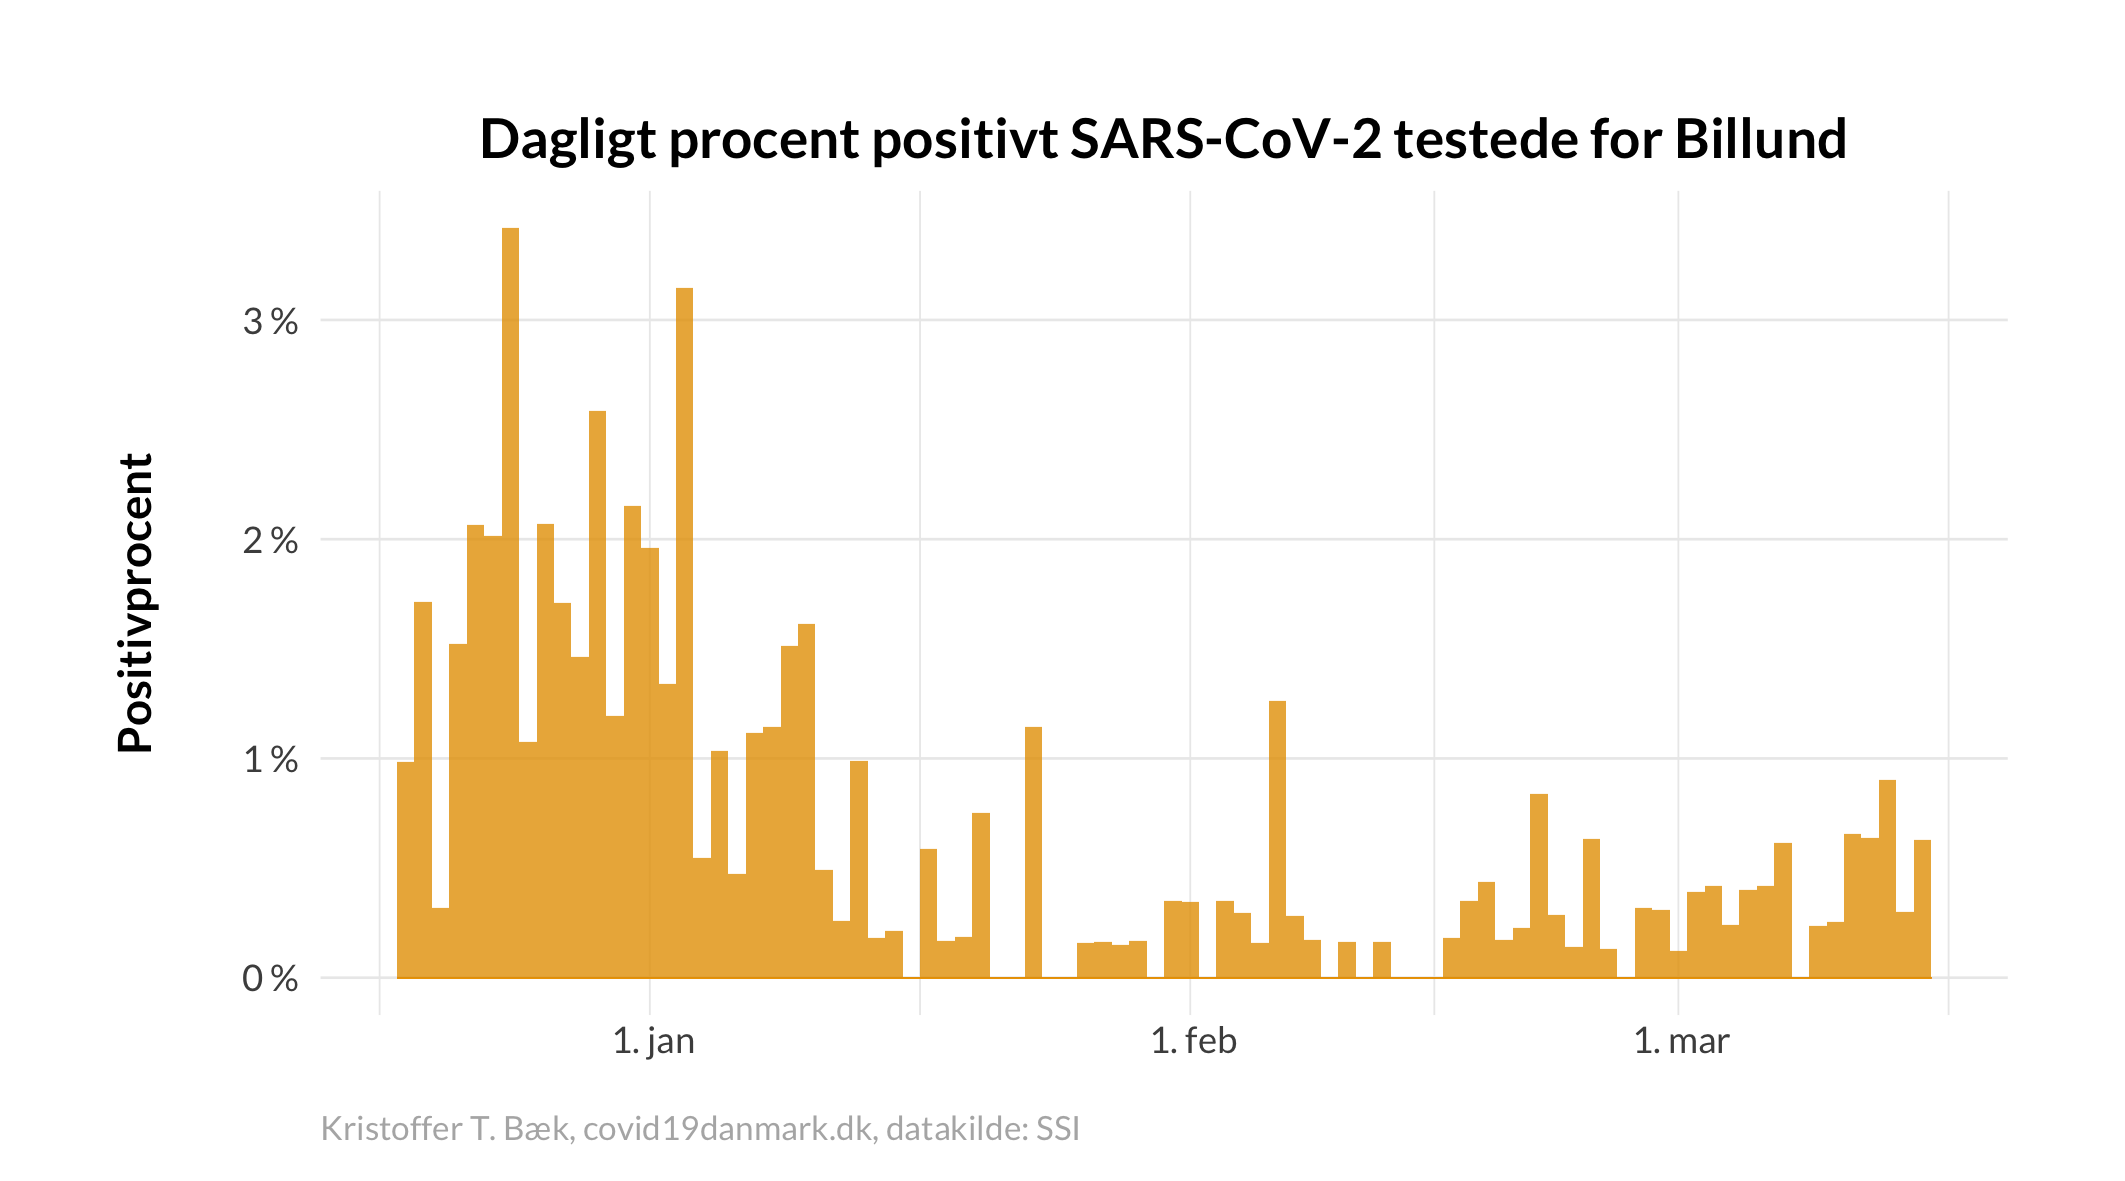 Dagligt procent positivt SARS-CoV-2 testede for Billund
Positivprocent
3 %
2 %
1 %
0 %
1. jan
1. feb
1. mar
Kristoffer T. Bæk, covid19danmark.dk, datakilde: SSI